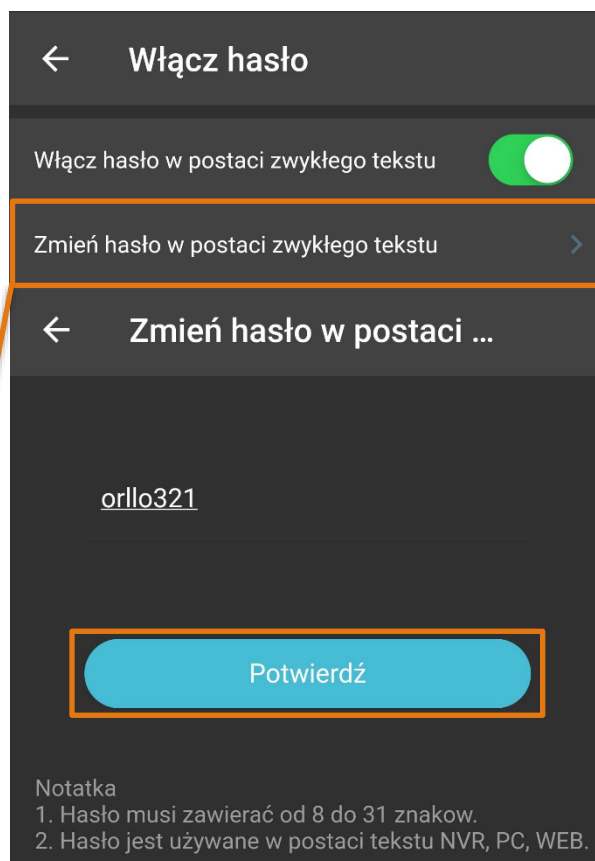 Włącz hasło
Włącz hasło w postaci zwykłego tekstu
Zmień hasło w postaci zwykłego tekstu
Zmień hasło w postaci ...
orllo321
Potwierdź
Notatka
1. Hasło musi zawierać od 8 do 31 znakow.
2. Hasło jest używane w postaci tekstu NVR, PC, WEB.